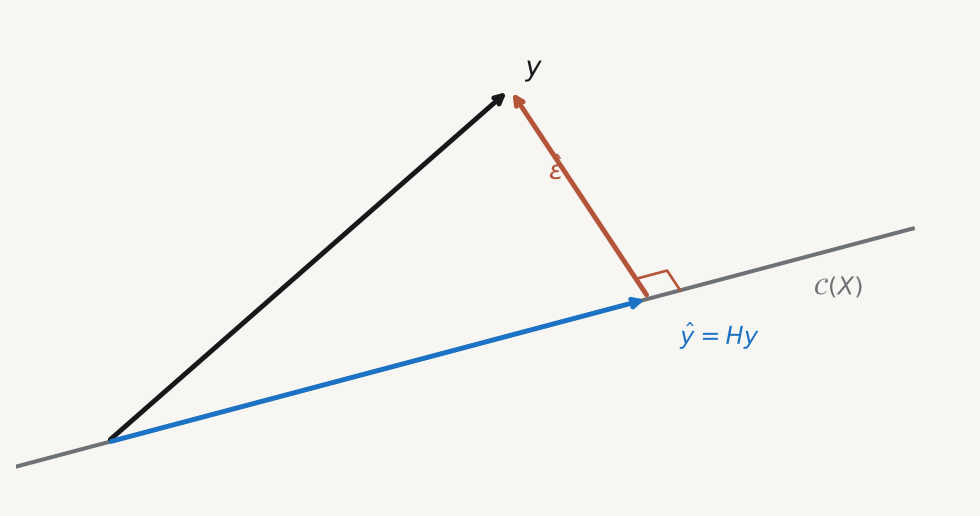 y
ε̂
𝒞(X)
ŷ = Hy